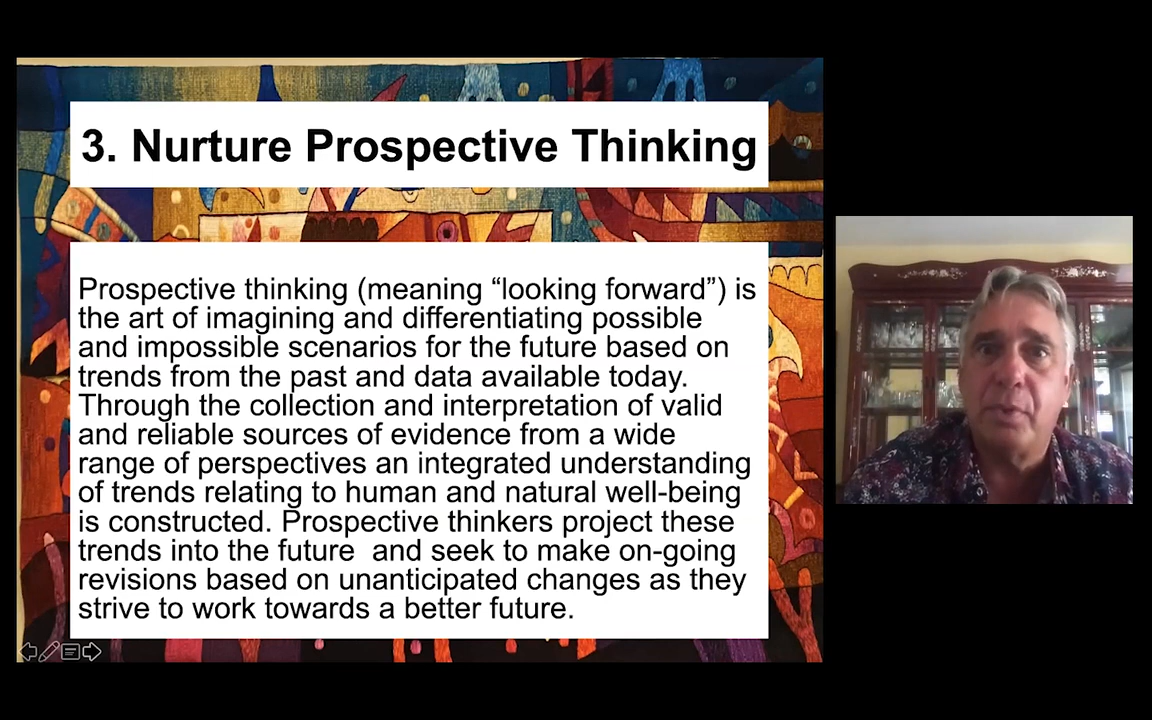 3. Nurture Prospective Thinking
Prospective thinking (meaning “looking forward”) is
the art of imagining and differentiating possible
and impossible scenarios for the future based on
trends from the past and data available today.
Through the collection and interpretation of valid
and reliable sources of evidence from a wide
range of perspectives an integrated understanding
of trends relating to human and natural well-being
is constructed. Prospective thinkers project these
trends into the future  and seek to make on-going
revisions based on unanticipated changes as they
strive to work towards a better future.